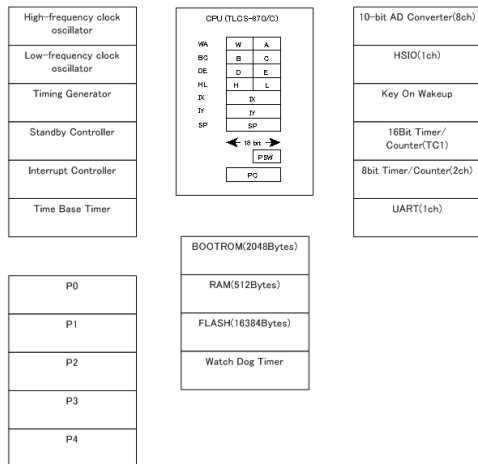 High-frequency clock
oscillator
Low-frequency clock
oscillator
Timing Generator
Standby Controller
Interrupt Controller
Time Base Timer
P0
P1
P2
P3
P4
CPU (TLCS-870/C)
WA W A
BC B C
DE D E
HL H L
IX IX
IY IY
SP SP
16 bit
PSW
PC
BOOTROM(2048Bytes)
RAM(512Bytes)
FLASH(16384Bytes)
Watch Dog Timer
10-bit AD Converter(8ch)
HSIO(1ch)
Key On Wakeup
16Bit Timer/
Counter(TC1)
8bit Timer/Counter(2ch)
UART(1ch)